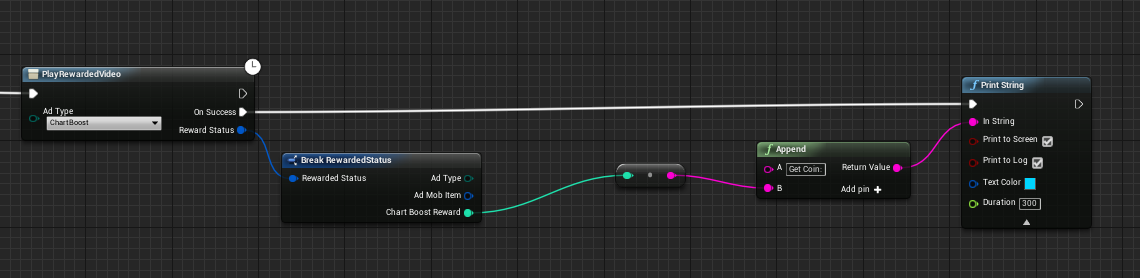 PlayRewardedVideo
Ad Type
ChartBoost
On Success
Reward Status
Break RewardedStatus
Rewarded Status
Ad Type
Ad Mob Item
Chart Boost Reward
f Append
A Get Coin: Return Value
B Add pin
f Print String
In String
Print to Screen
Print to Log
Text Color
Duration 300